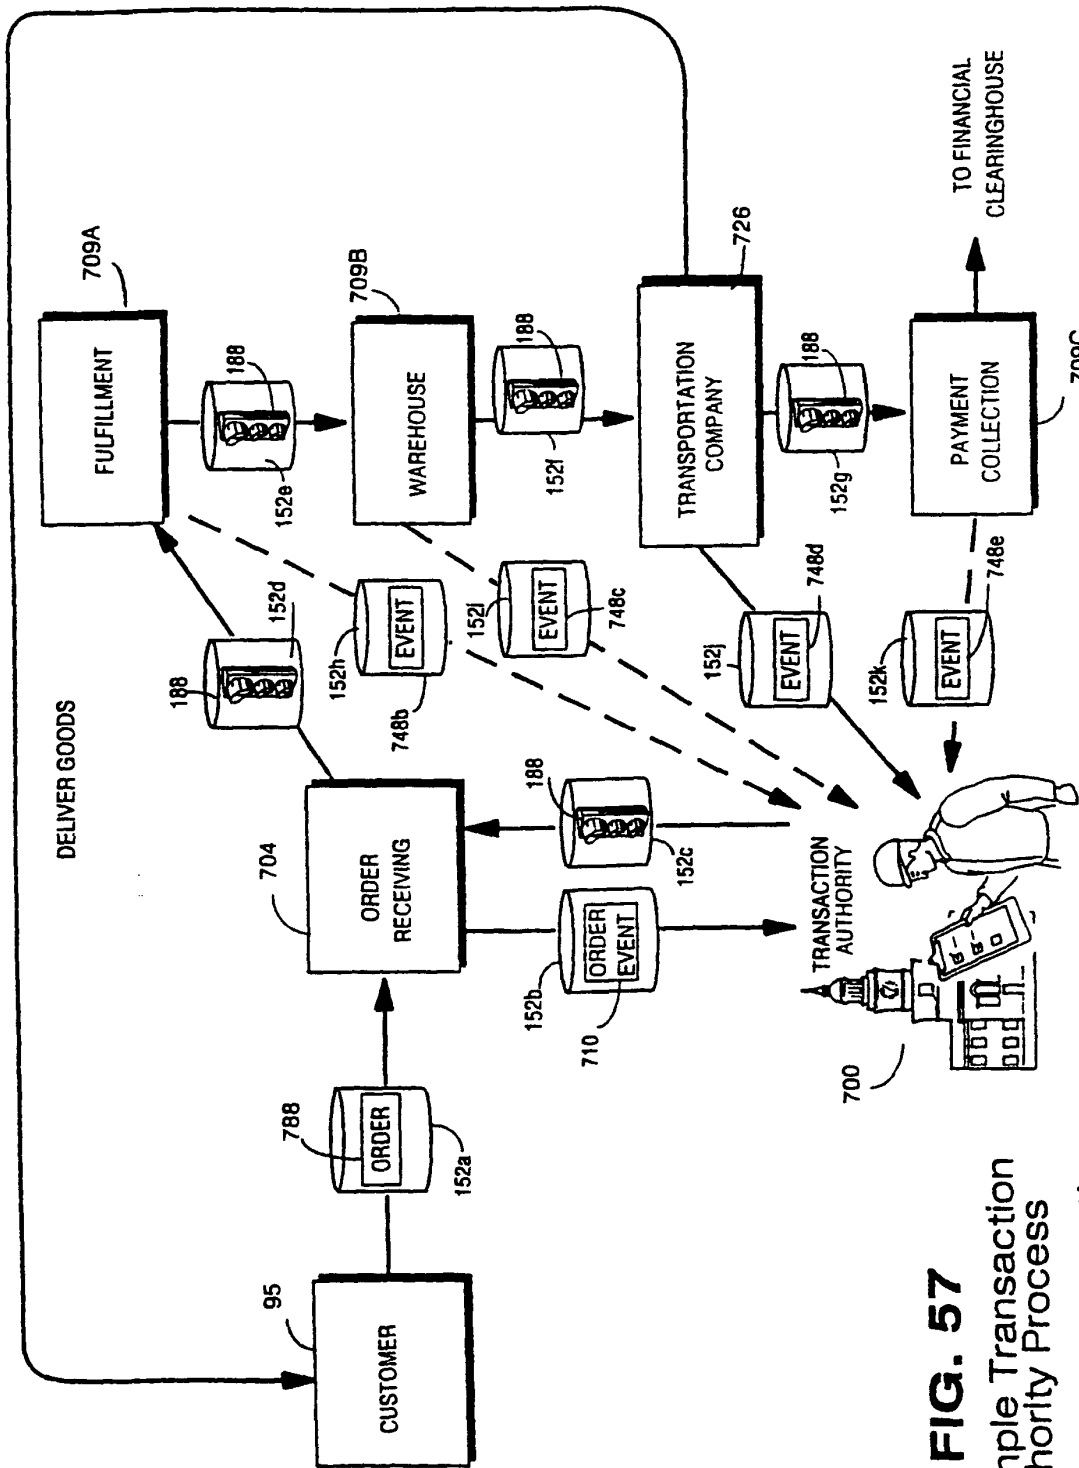 DELIVER GOODS
95
CUSTOMER
788
ORDER
152a
704
ORDER
RECEIVING
188
152d
709A
FULFILLMENT
188
152e
709B
WAREHOUSE
188
152f
726
TRANSPORTATION
COMPANY
188
152g
PAYMENT
COLLECTION
TO FINANCIAL
CLEARINGHOUSE
152h
EVENT
748b
152i
EVENT
748c
152j
EVENT
748d
152k
EVENT
748e
188
152c
152b
ORDER
EVENT
710
TRANSACTION
AUTHORITY
700
FIG. 57
Transaction
Process